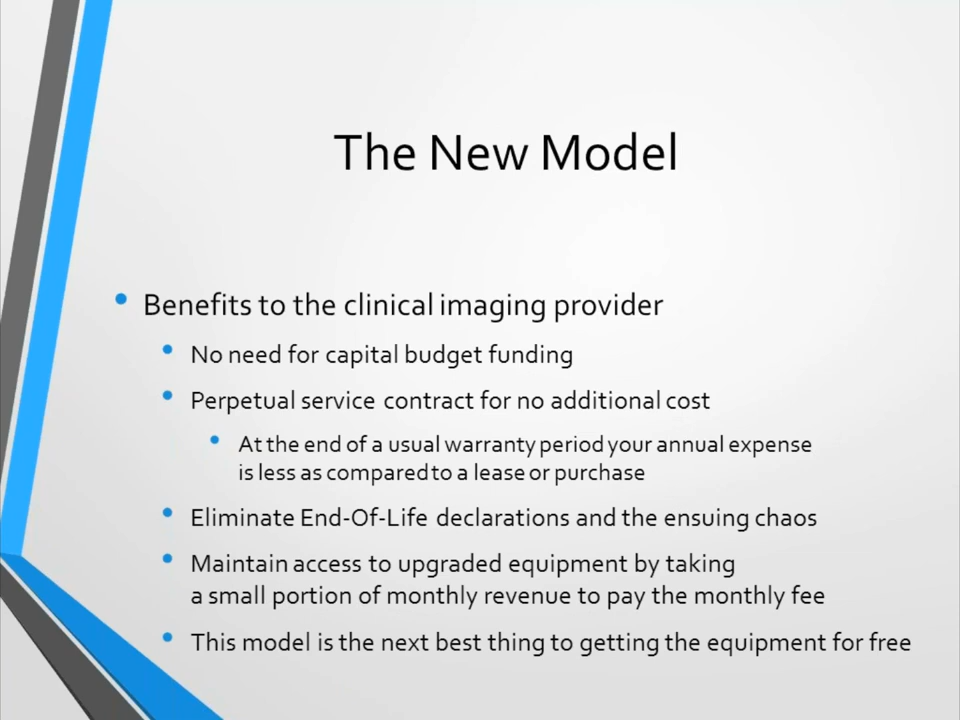 The New Model
Benefits to the clinical imaging provider
No need for capital budget funding
Perpetual service contract for no additional cost
At the end of a usual warranty period your annual expense
is less as compared to a lease or purchase
Eliminate End-Of-Life declarations and the ensuing chaos
Maintain access to upgraded equipment by taking
a small portion of monthly revenue to pay the monthly fee
This model is the next best thing to getting the equipment for free